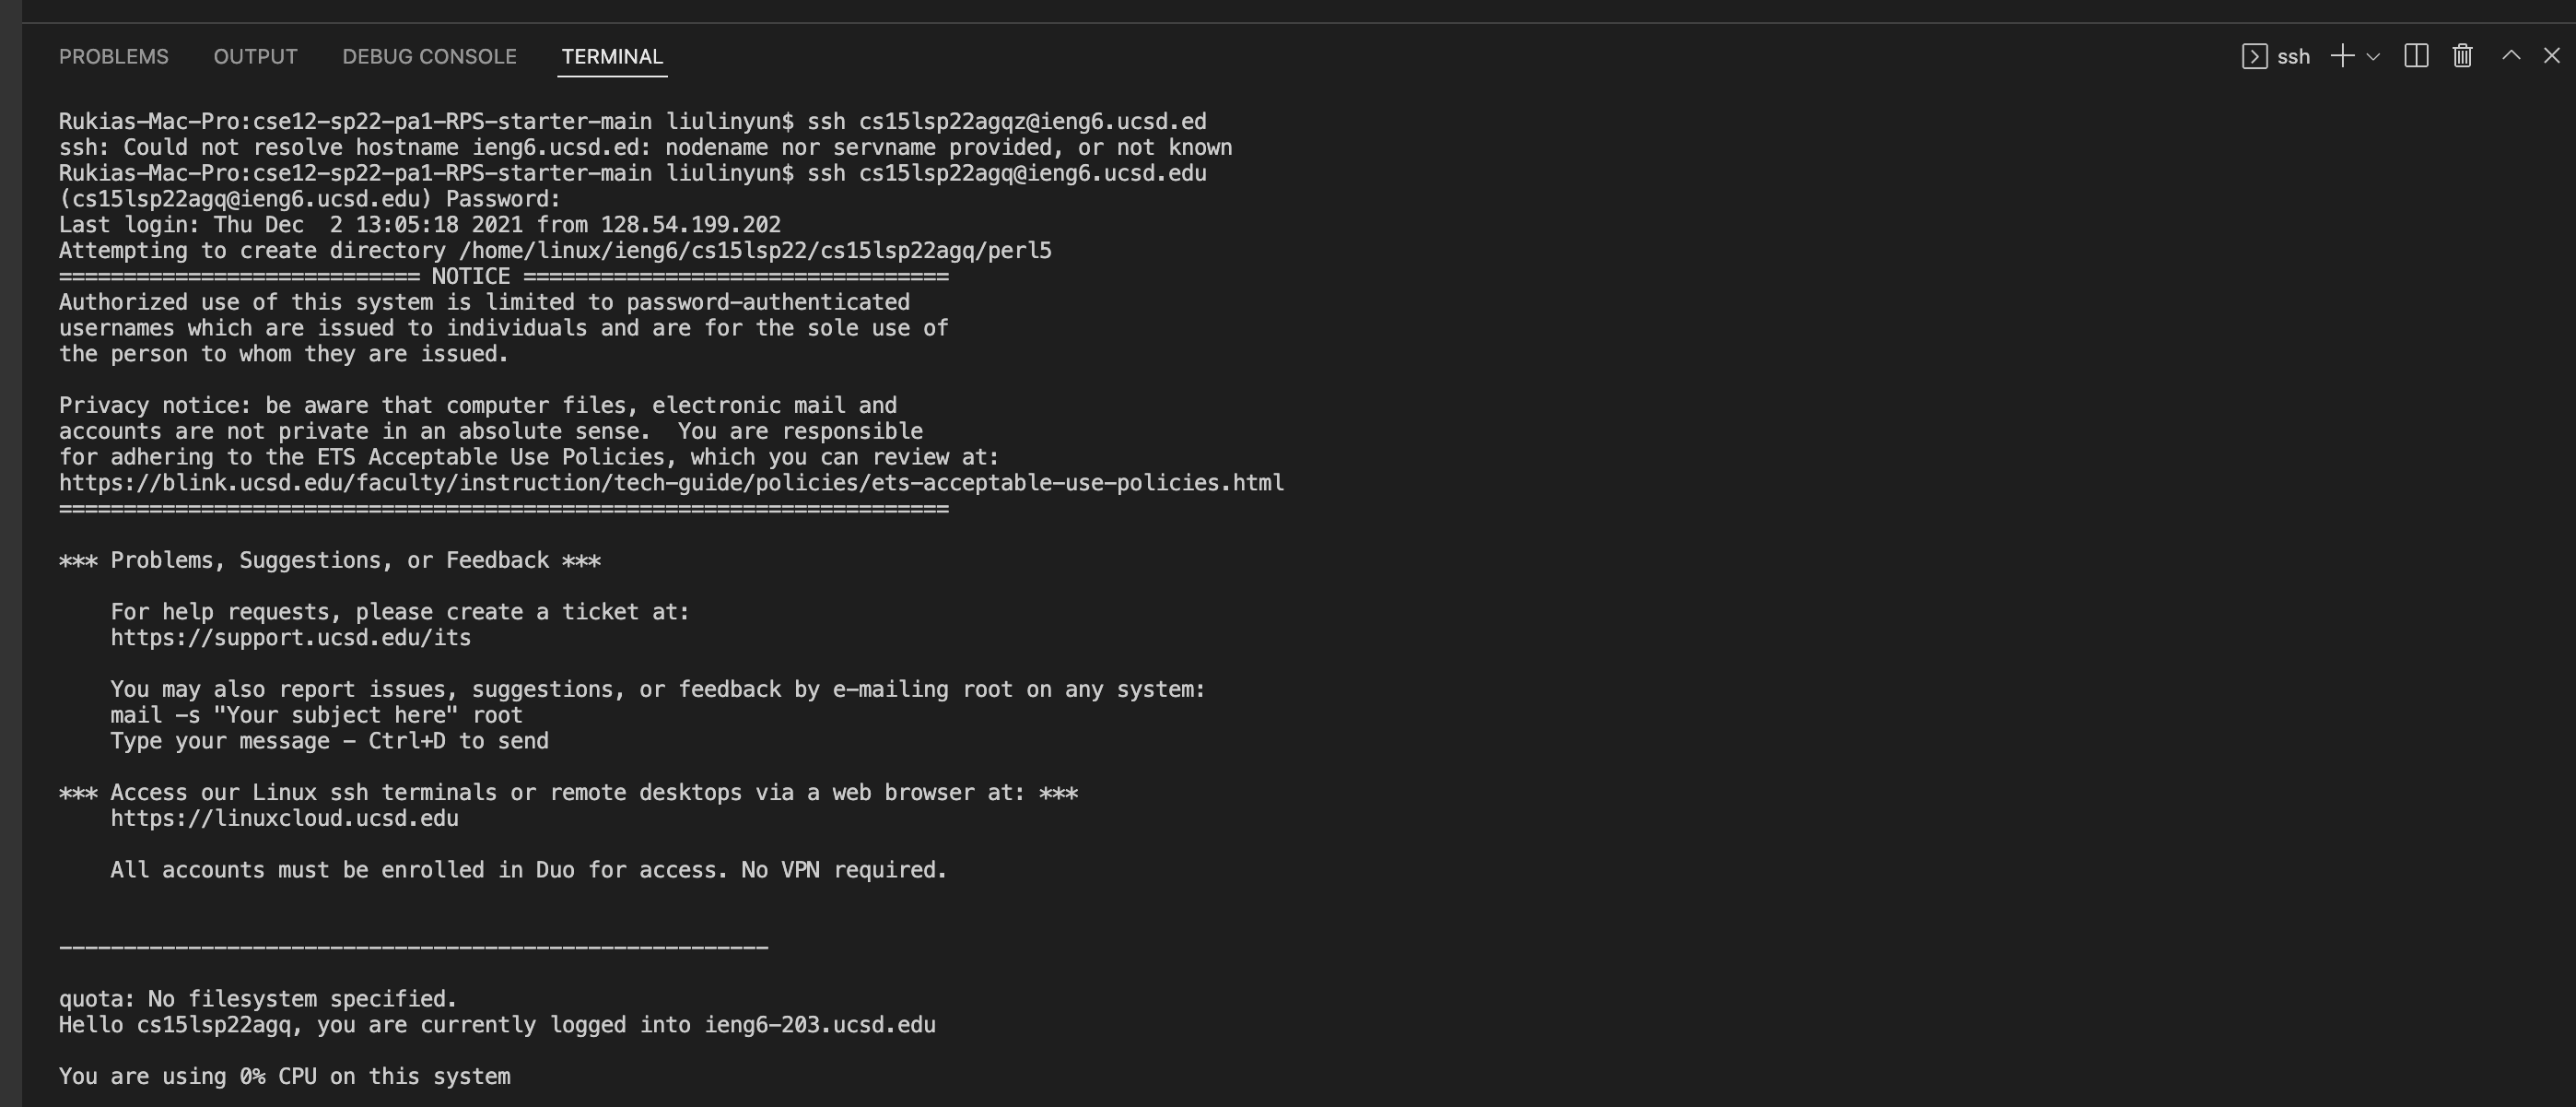 PROBLEMS OUTPUT DEBUG CONSOLE TERMINAL ssh
Rukias-Mac-Pro:cse12-sp22-pa1-RPS-starter-main liulinyun$ ssh cs15lsp22agqz@ieng6.ucsd.ed
ssh: Could not resolve hostname ieng6.ucsd.ed: nodename nor servname provided, or not known
Rukias-Mac-Pro:cse12-sp22-pa1-RPS-starter-main liulinyun$ ssh cs15lsp22agq@ieng6.ucsd.edu
(cs15lsp22agq@ieng6.ucsd.edu) Password:
Last login: Thu Dec  2 13:05:18 2021 from 128.54.199.202
Attempting to create directory /home/linux/ieng6/cs15lsp22/cs15lsp22agq/perl5
============================ NOTICE =================================
Authorized use of this system is limited to password-authenticated
usernames which are issued to individuals and are for the sole use of
the person to whom they are issued.

Privacy notice: be aware that computer files, electronic mail and
accounts are not private in an absolute sense.  You are responsible
for adhering to the ETS Acceptable Use Policies, which you can review at:
https://blink.ucsd.edu/faculty/instruction/tech-guide/policies/ets-acceptable-use-policies.html
=====================================================================

*** Problems, Suggestions, or Feedback ***

    For help requests, please create a ticket at:
    https://support.ucsd.edu/its

    You may also report issues, suggestions, or feedback by e-mailing root on any system:
    mail -s "Your subject here" root
    Type your message - Ctrl+D to send

*** Access our Linux ssh terminals or remote desktops via a web browser at: ***
    https://linuxcloud.ucsd.edu

    All accounts must be enrolled in Duo for access. No VPN required.

-------------------------------------------------------

quota: No filesystem specified.
Hello cs15lsp22agq, you are currently logged into ieng6-203.ucsd.edu

You are using 0% CPU on this system